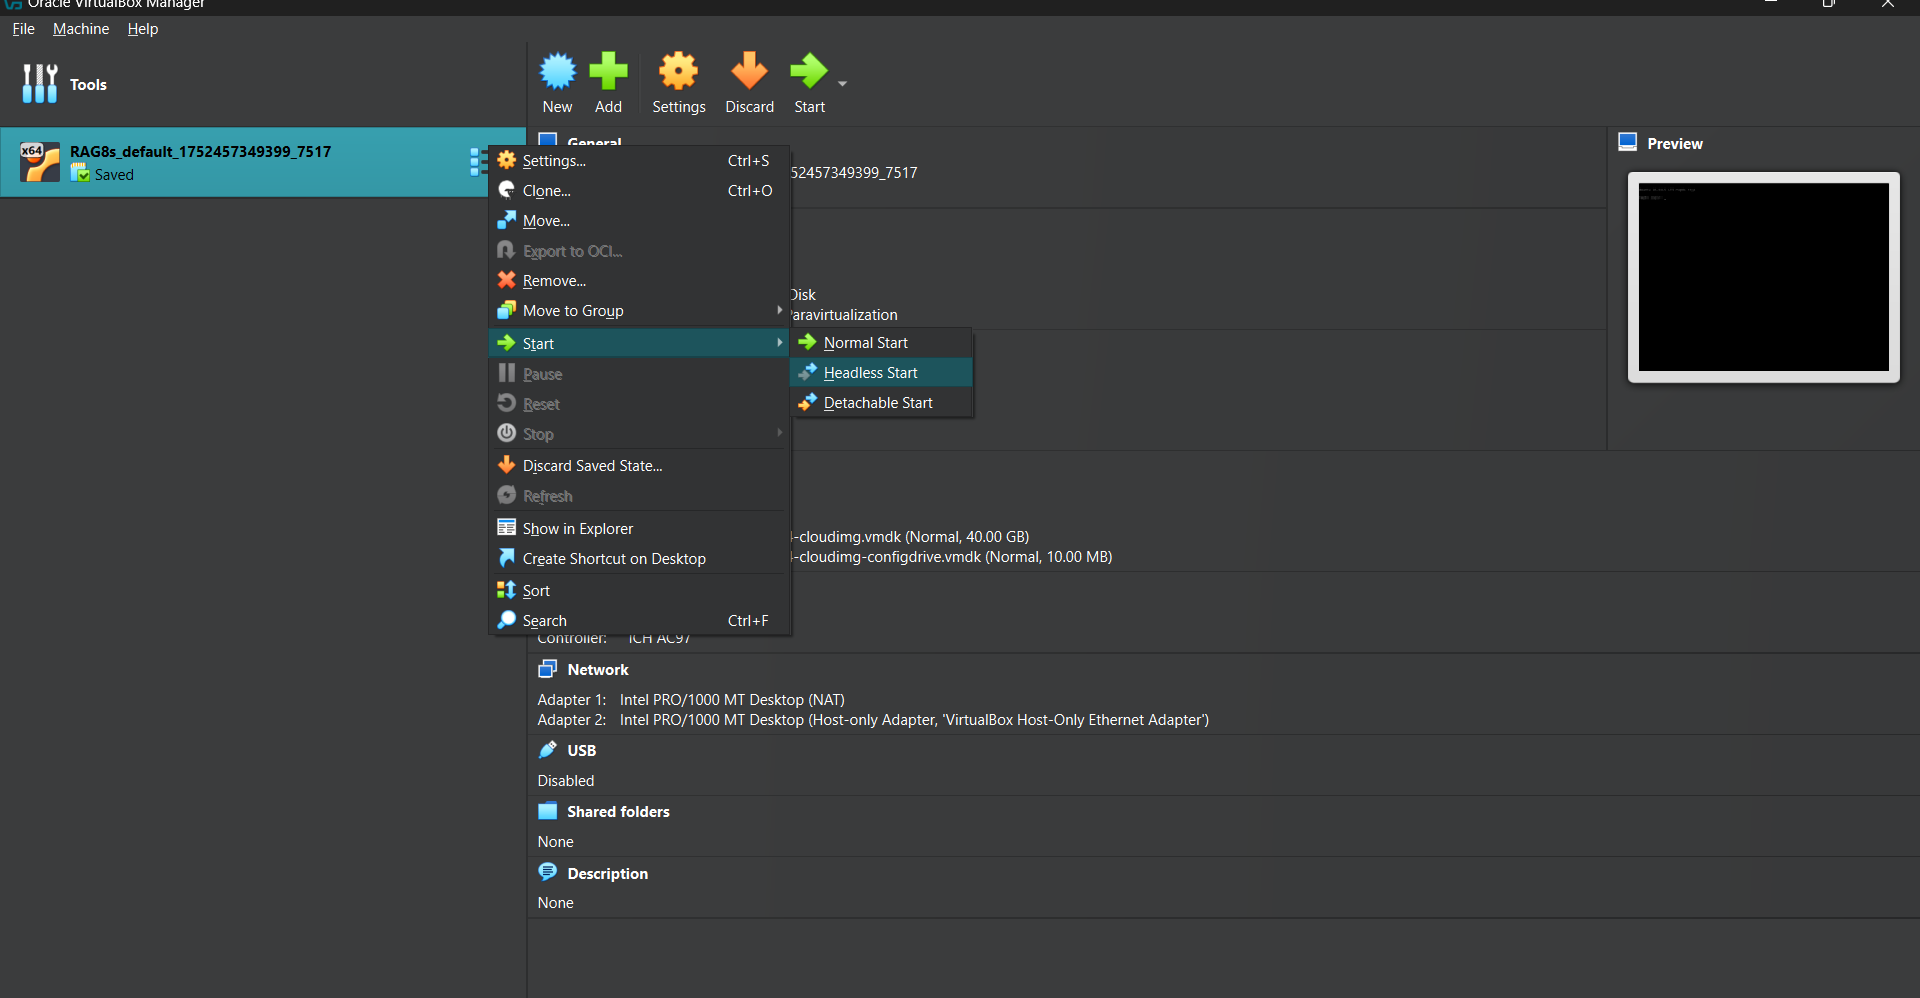 Oracle VirtualBox Manager
File Machine Help
Tools
New Add Settings Discard Start
x64
RAG8s_default_1752457349399_7517
Saved
General
52457349399_7517
Preview
Settings... Ctrl+S
Clone... Ctrl+O
Move...
Export to OCI...
Remove...
Move to Group
Start
Pause
Reset
Stop
Discard Saved State...
Refresh
Show in Explorer
Create Shortcut on Desktop
Sort
Search Ctrl+F
Normal Start
Headless Start
Detachable Start
Disk
aravirtualization
-cloudimg.vmdk (Normal, 40.00 GB)
-cloudimg-configdrive.vmdk (Normal, 10.00 MB)
Controller: ICH AC97
Network
Adapter 1: Intel PRO/1000 MT Desktop (NAT)
Adapter 2: Intel PRO/1000 MT Desktop (Host-only Adapter, 'VirtualBox Host-Only Ethernet Adapter')
USB
Disabled
Shared folders
None
Description
None